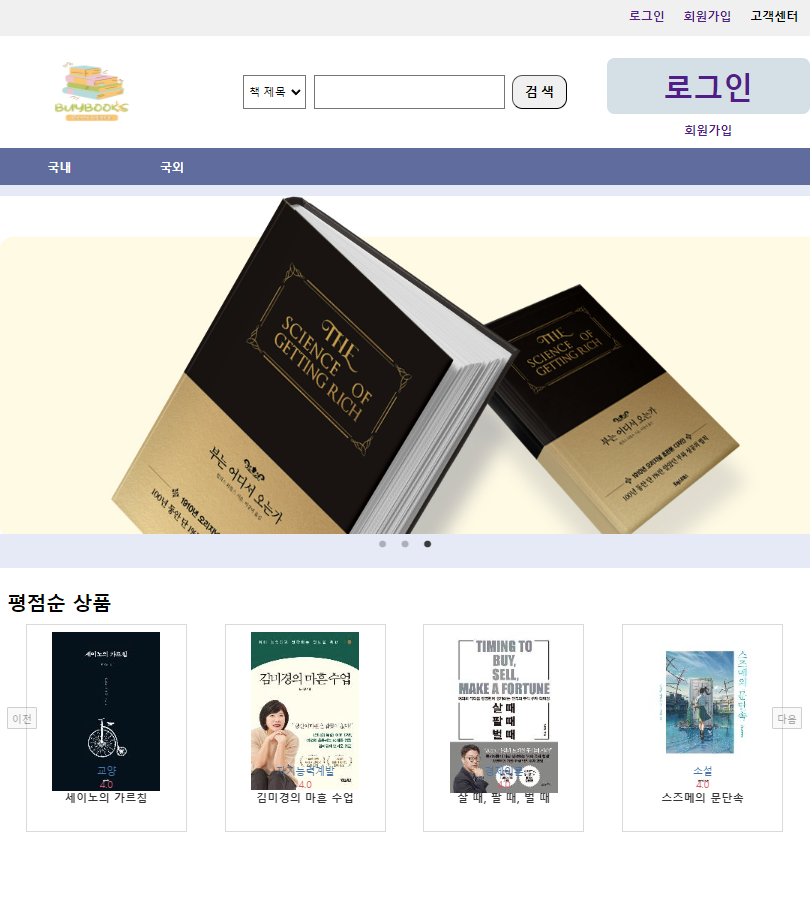 로그인 회원가입 고객센터
BUYBOOKS
책 제목
검 색
로그인
회원가입
국내 국외
THE
SCIENCE OF
GETTING RICH
부는 어디서 오는가
THE
SCIENCE OF
GETTING RICH
부는 어디서 오는가
평점순 상품
이전
세이노의 가르침
교양
4.0
세이노의 가르침
김미경의 마흔 수업
능력계발
4.0
김미경의 마흔 수업
TIMING TO
BUY,
SELL,
MAKE A FORTUNE
살 때
팔 때
벌 때
4.0
살 때, 팔 때, 벌 때
스즈메의 문단속
소설
4.0
스즈메의 문단속
다음